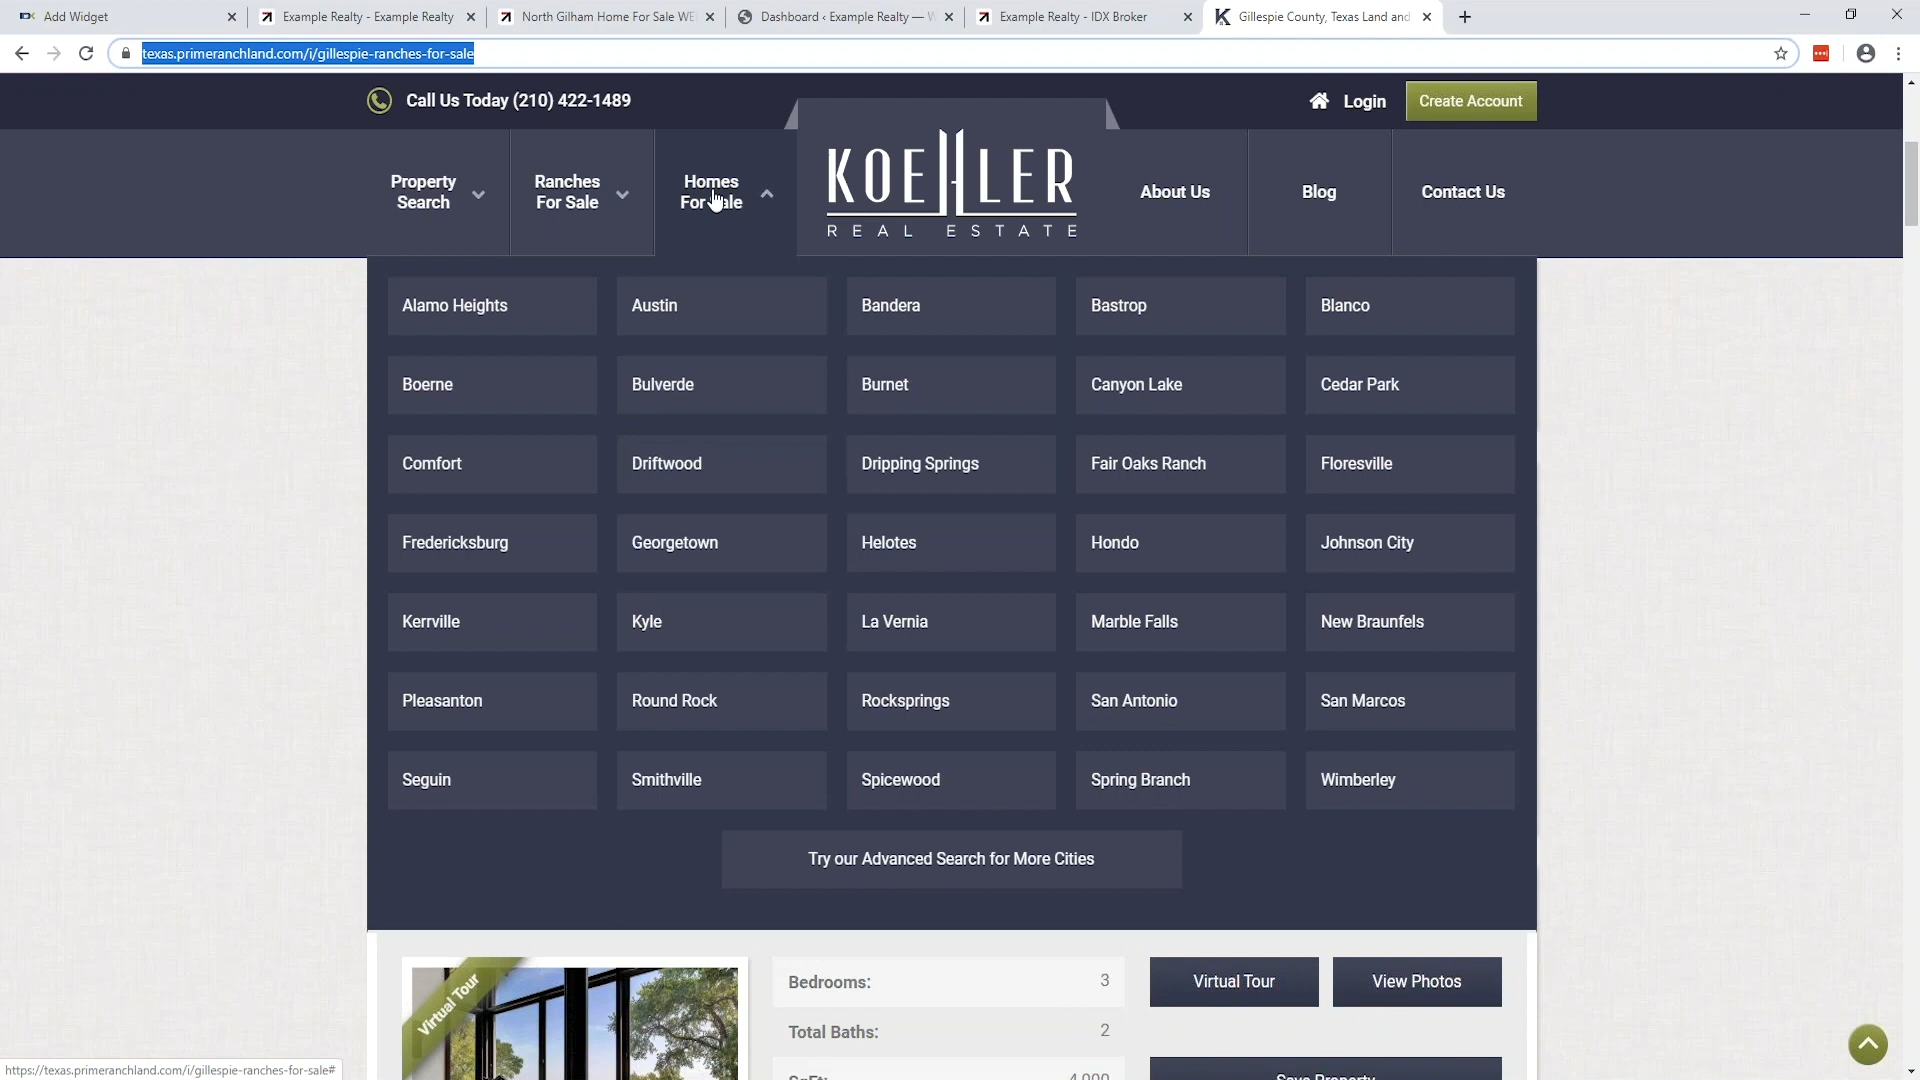 Add Widget
Example Realty - Example Realty
North Gilham Home For Sale WE
Dashboard ‹ Example Realty — W
Example Realty - IDX Broker
Gillespie County, Texas Land and
texas.primeranchland.com/i/gillespie-ranches-for-sale
Call Us Today (210) 422-1489
Login
Create Account
Property Search
Ranches For Sale
Homes For Sale
KOEHLER
REAL ESTATE
About Us
Blog
Contact Us
Alamo Heights
Austin
Bandera
Bastrop
Blanco
Boerne
Bulverde
Burnet
Canyon Lake
Cedar Park
Comfort
Driftwood
Dripping Springs
Fair Oaks Ranch
Floresville
Fredericksburg
Georgetown
Helotes
Hondo
Johnson City
Kerrville
Kyle
La Vernia
Marble Falls
New Braunfels
Pleasanton
Round Rock
Rocksprings
San Antonio
San Marcos
Seguin
Smithville
Spicewood
Spring Branch
Wimberley
Try our Advanced Search for More Cities
Virtual Tour
Bedrooms: 3
Virtual Tour
View Photos
Total Baths: 2
SqFt: 4,000
Save Property
https://texas.primeranchland.com/i/gillespie-ranches-for-sale#